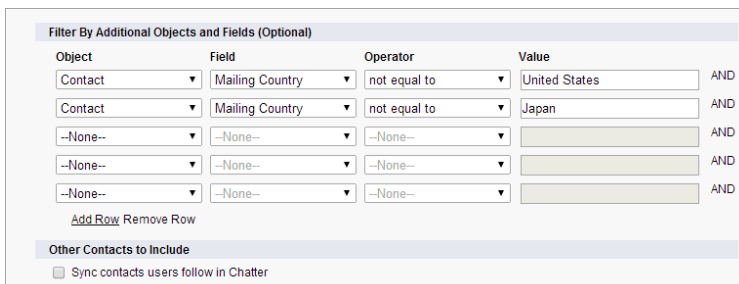 Filter By Additional Objects and Fields (Optional)
Object Field Operator Value
Contact Mailing Country not equal to United States AND
Contact Mailing Country not equal to Japan AND
--None-- --None-- --None-- AND
--None-- --None-- --None-- AND
--None-- --None-- --None-- AND
Add Row Remove Row
Other Contacts to Include
Sync contacts users follow in Chatter